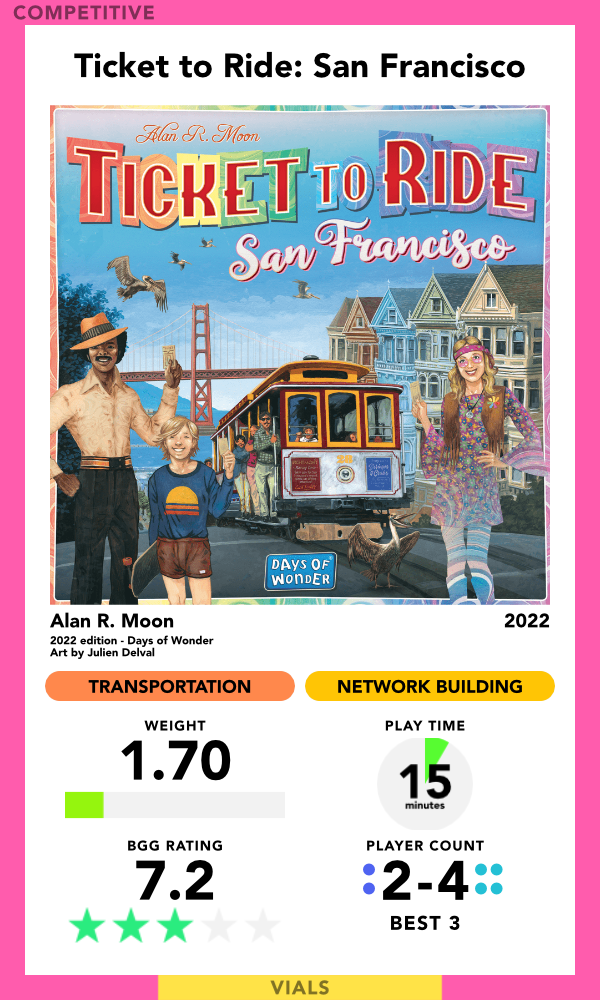 COMPETITIVE
Ticket to Ride: San Francisco
Alan R. Moon
TICKET TO RIDE
San Francisco
DAYS OF
WONDER
Alan R. Moon 2022
2022 edition - Days of Wonder
Art by Julien Delval
TRANSPORTATION NETWORK BUILDING
WEIGHT PLAY TIME
1.70 15
minutes
BGG RATING PLAYER COUNT
7.2 2-4
BEST 3
VIALS